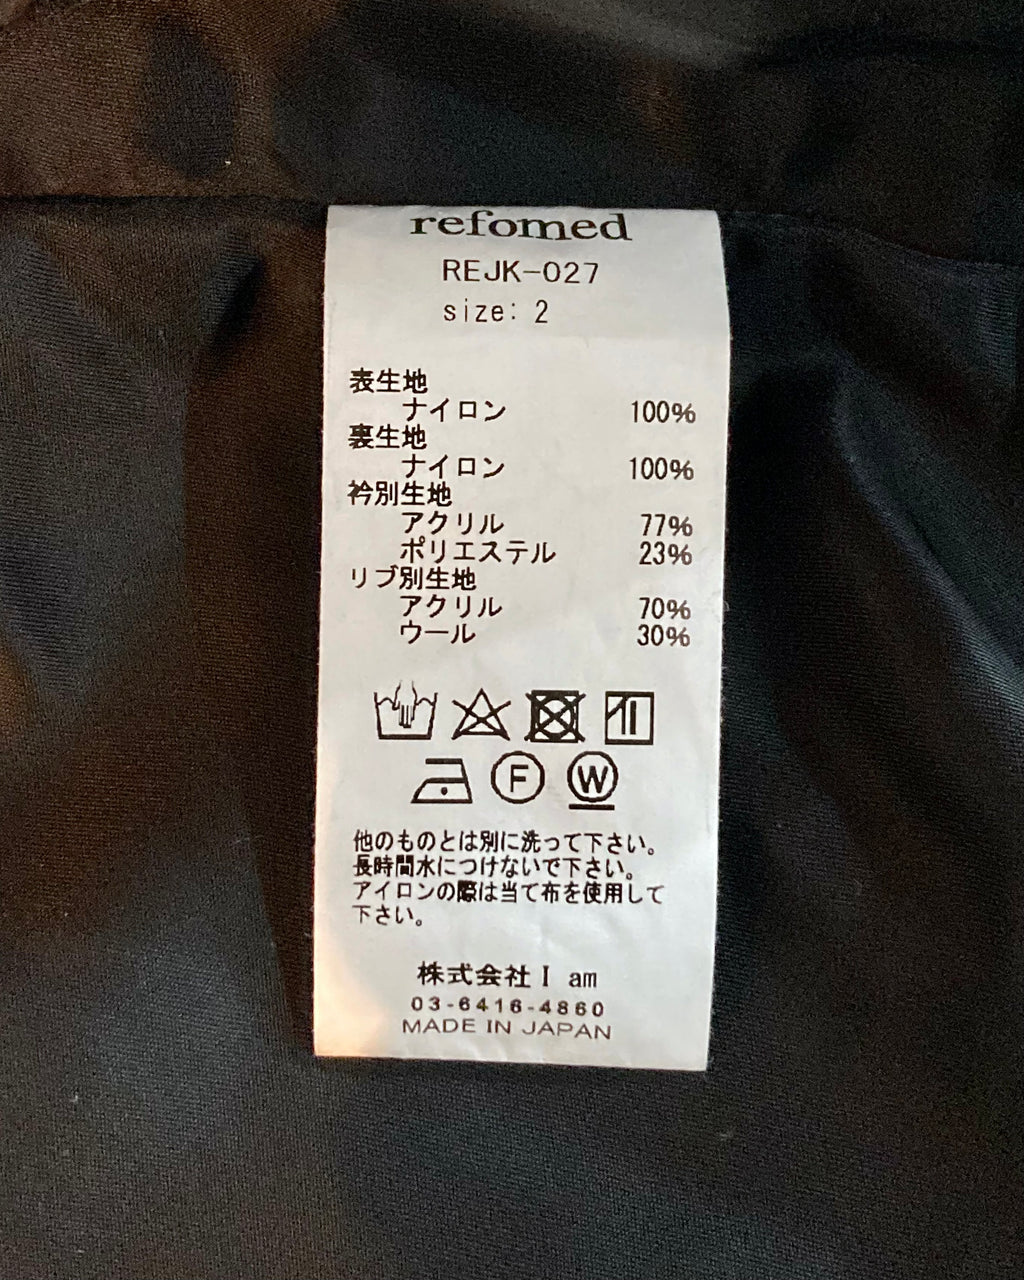 refomed
REJK-027
size: 2
表生地
ナイロン 100%
裏生地
ナイロン 100%
衿別生地
アクリル 77%
ポリエステル 23%
リブ別生地
アクリル 70%
ウール 30%
F W
他のものとは別に洗って下さい。
長時間水につけないで下さい。
アイロンの際は当て布を使用して
下さい。
株式会社I am
03-6416-4860
MADE IN JAPAN